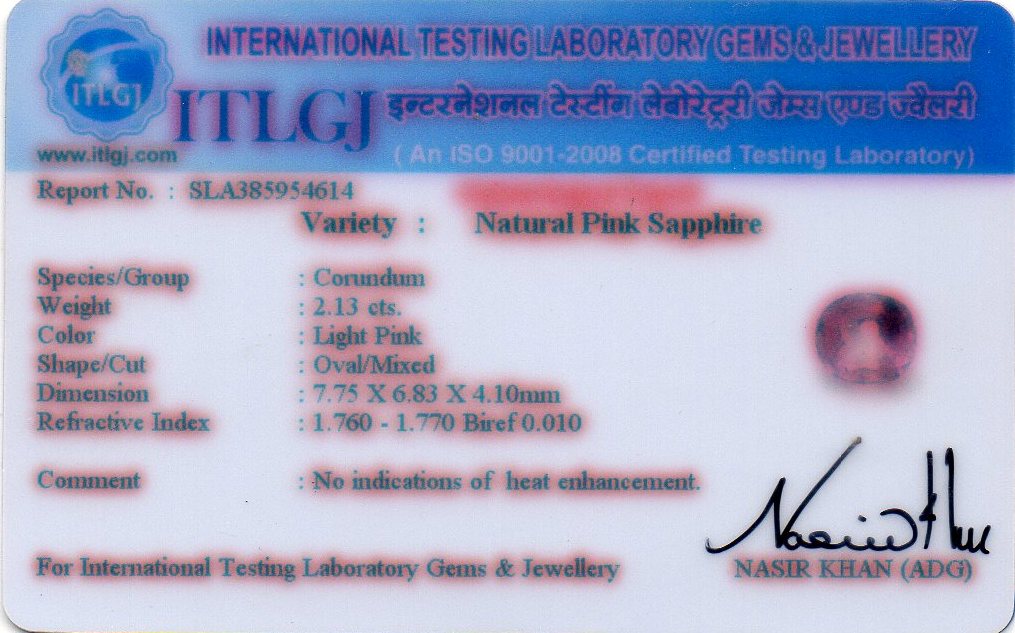 INTERNATIONAL TESTING LABORATORY GEMS & JEWELLERY
ITLGJ
ITLGJ इन्टरनेशनल टेस्टींग लेबोरेट्ररी जेम्स एण्ड ज्वैलरी
www.itlgj.com
( An ISO 9001-2008 Certified Testing Laboratory)
Report No. : SLA385954614
Variety : Natural Pink Sapphire
Species/Group : Corundum
Weight : 2.13 cts.
Color : Light Pink
Shape/Cut : Oval/Mixed
Dimension : 7.75 X 6.83 X 4.10mm
Refractive Index : 1.760 - 1.770 Biref 0.010
Comment : No indications of heat enhancement.
Nasir Khan
For International Testing Laboratory Gems & Jewellery
NASIR KHAN (ADG)